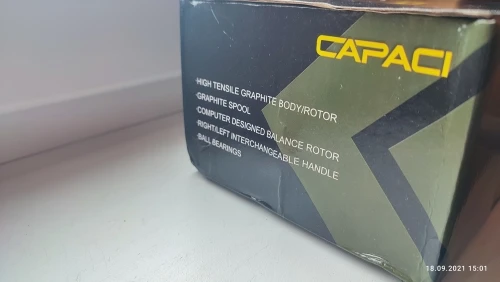 CAPACI
·HIGH TENSILE GRAPHITE BODY/ROTOR
·GRAPHITE SPOOL
·COMPUTER DESIGNED BALANCE ROTOR
·RIGHT/LEFT INTERCHANGEABLE HANDLE
·BALL BEARINGS
18.09.2021 15:01